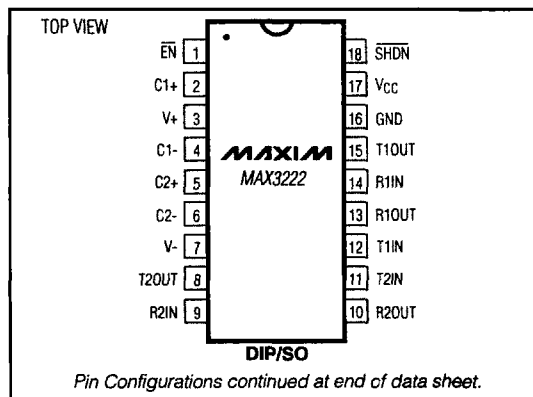 TOP VIEW
E̅N̅ 1
C1+ 2
V+ 3
C1- 4
C2+ 5
C2- 6
V- 7
T2OUT 8
R2IN 9
MAXIM
MAX3222
18 S̅H̅D̅N̅
17 VCC
16 GND
15 T1OUT
14 R1IN
13 R1OUT
12 T1IN
11 T2IN
10 R2OUT
DIP/SO
Pin Configurations continued at end of data sheet.